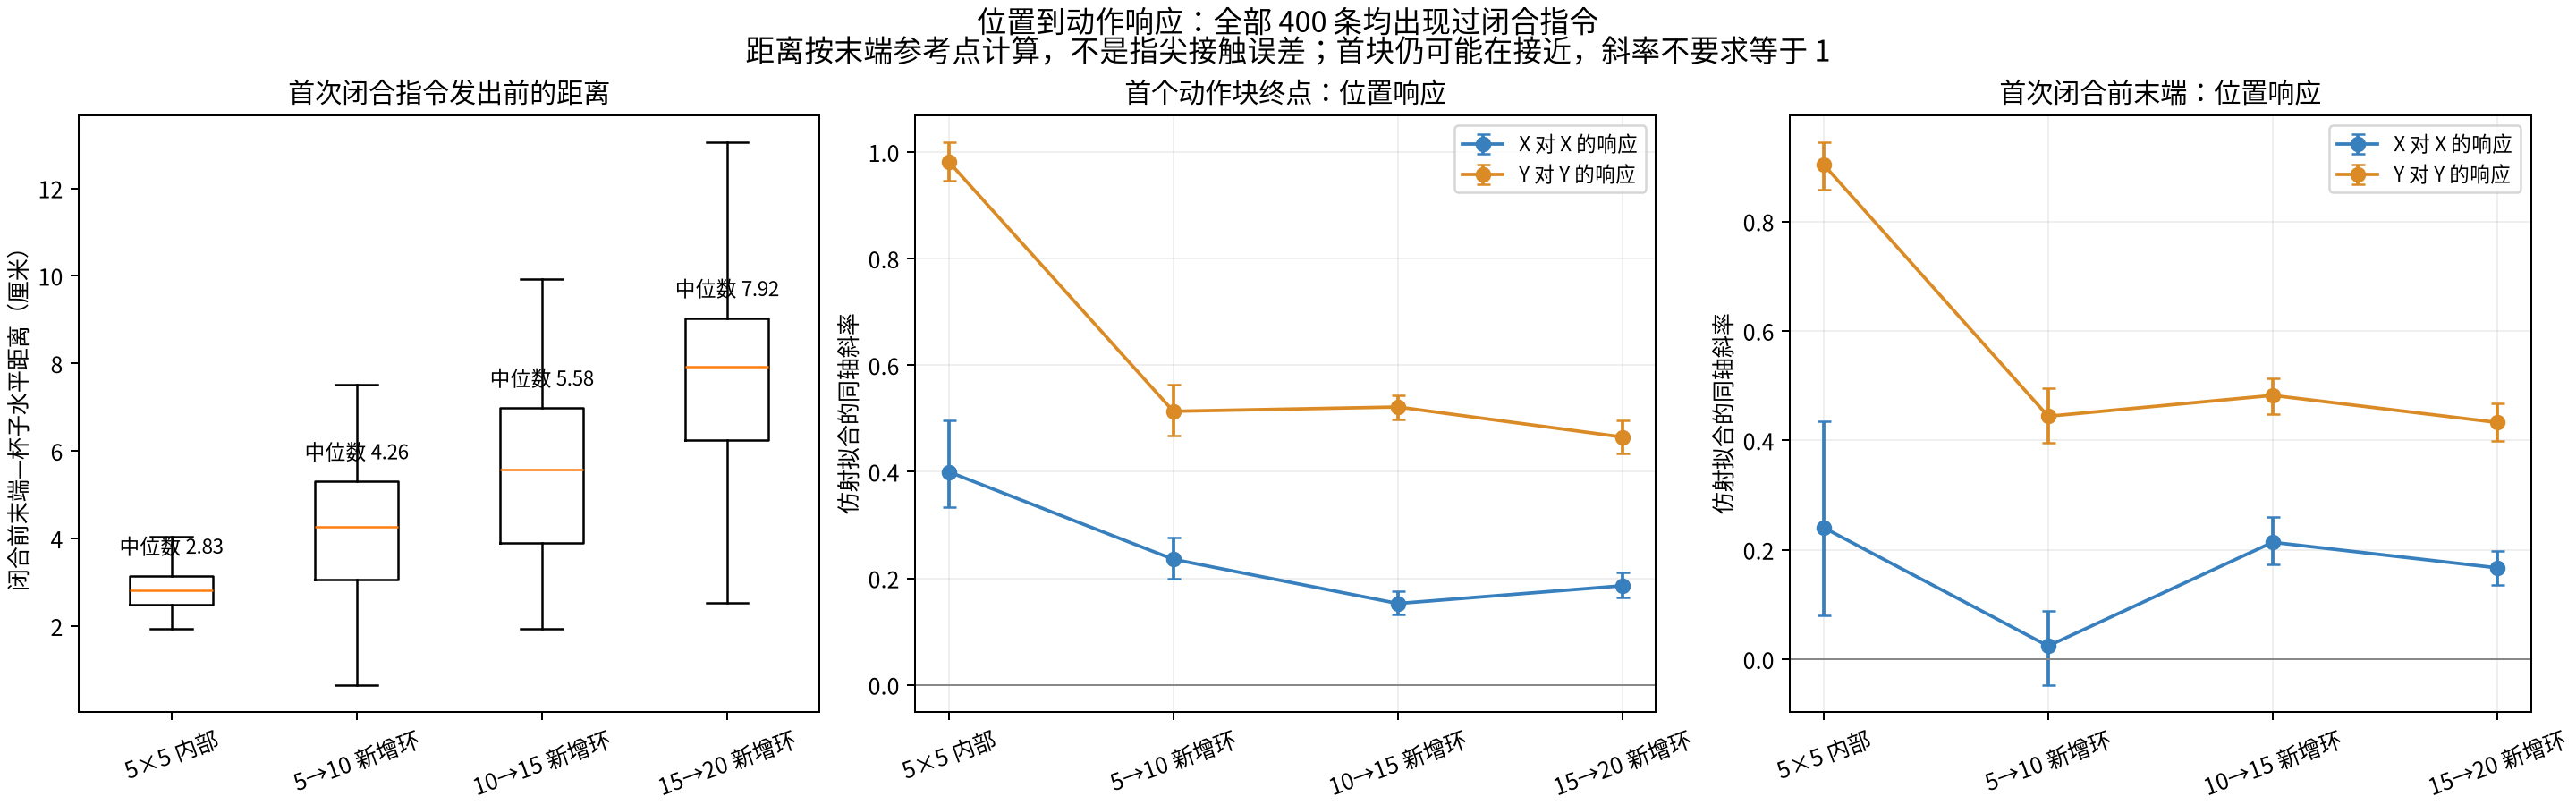 位置到动作响应：全部 400 条均出现过闭合指令
距离按末端参考点计算，不是指尖接触误差；首块仍可能在接近，斜率不要求等于 1
首次闭合指令发出前的距离
闭合前末端—杯子水平距离（厘米）
12
10
8
6
4
2
中位数 2.83
中位数 4.26
中位数 5.58
中位数 7.92
5×5 内部
5→10 新增环
10→15 新增环
15→20 新增环
首个动作块终点：位置响应
仿射拟合的同轴斜率
1.0
0.8
0.6
0.4
0.2
0.0
X 对 X 的响应
Y 对 Y 的响应
5×5 内部
5→10 新增环
10→15 新增环
15→20 新增环
首次闭合前末端：位置响应
仿射拟合的同轴斜率
0.8
0.6
0.4
0.2
0.0
X 对 X 的响应
Y 对 Y 的响应
5×5 内部
5→10 新增环
10→15 新增环
15→20 新增环